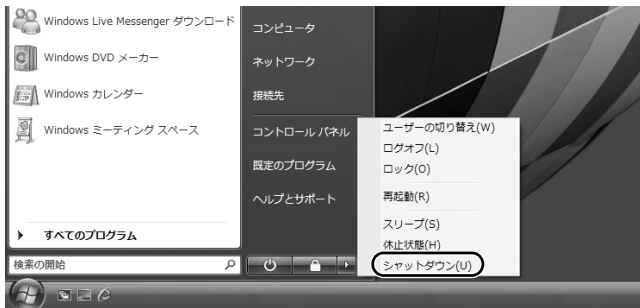 Windows Live Messenger ダウンロード
Windows DVD メーカー
Windows カレンダー
Windows ミーティング スペース
すべてのプログラム
検索の開始
コンピュータ
ネットワーク
接続先
コントロール パネル
既定のプログラム
ヘルプとサポート
ユーザーの切り替え(W)
ログオフ(L)
ロック(O)
再起動(R)
スリープ(S)
休止状態(H)
シャットダウン(U)